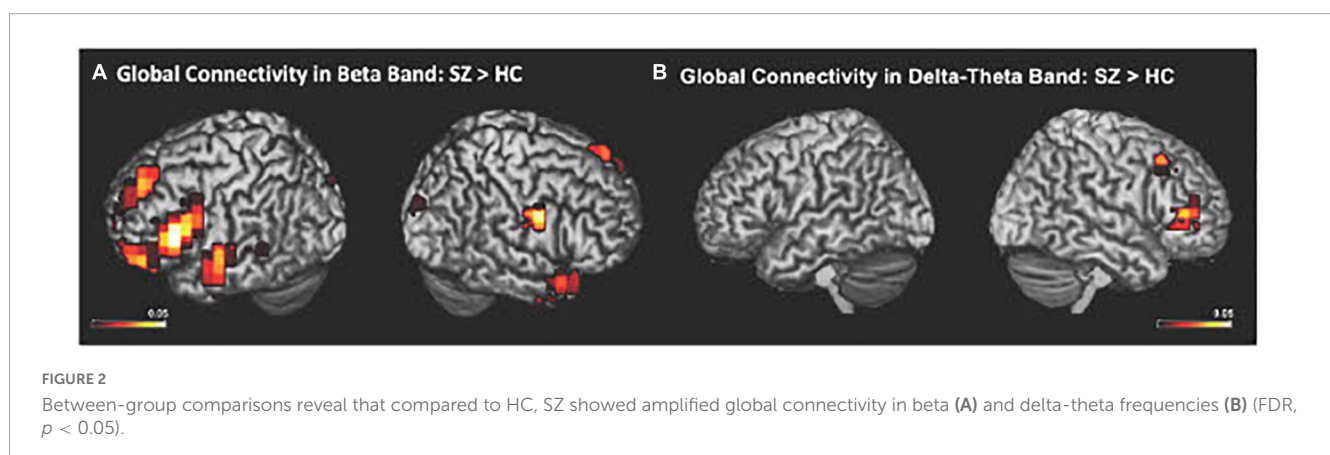 A Global Connectivity in Beta Band: SZ > HC
B Global Connectivity in Delta-Theta Band: SZ > HC
0.05
0.05
FIGURE 2
Between-group comparisons reveal that compared to HC, SZ showed amplified global connectivity in beta (A) and delta-theta frequencies (B) (FDR,
p < 0.05).